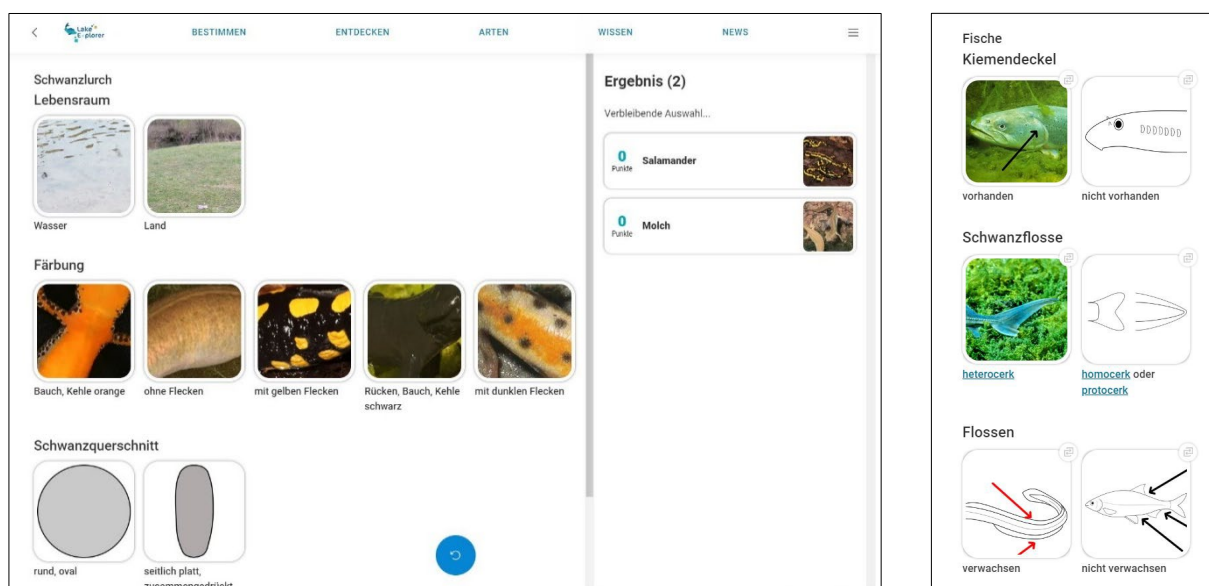 Lake
E-plorer
BESTIMMEN ENTDECKEN ARTEN WISSEN NEWS
Schwanzlurch
Lebensraum
Wasser Land
Färbung
Bauch, Kehle orange ohne Flecken mit gelben Flecken Rücken, Bauch, Kehle schwarz mit dunklen Flecken
Schwanzquerschnitt
rund, oval seitlich platt,
zusammengedrückt
Ergebnis (2)
Verbleibende Auswahl...
0
Punkte
Salamander
0
Punkte
Molch
Fische
Kiemendeckel
vorhanden nicht vorhanden
Schwanzflosse
heterocerk homocerk oder
protocerk
Flossen
verwachsen nicht verwachsen